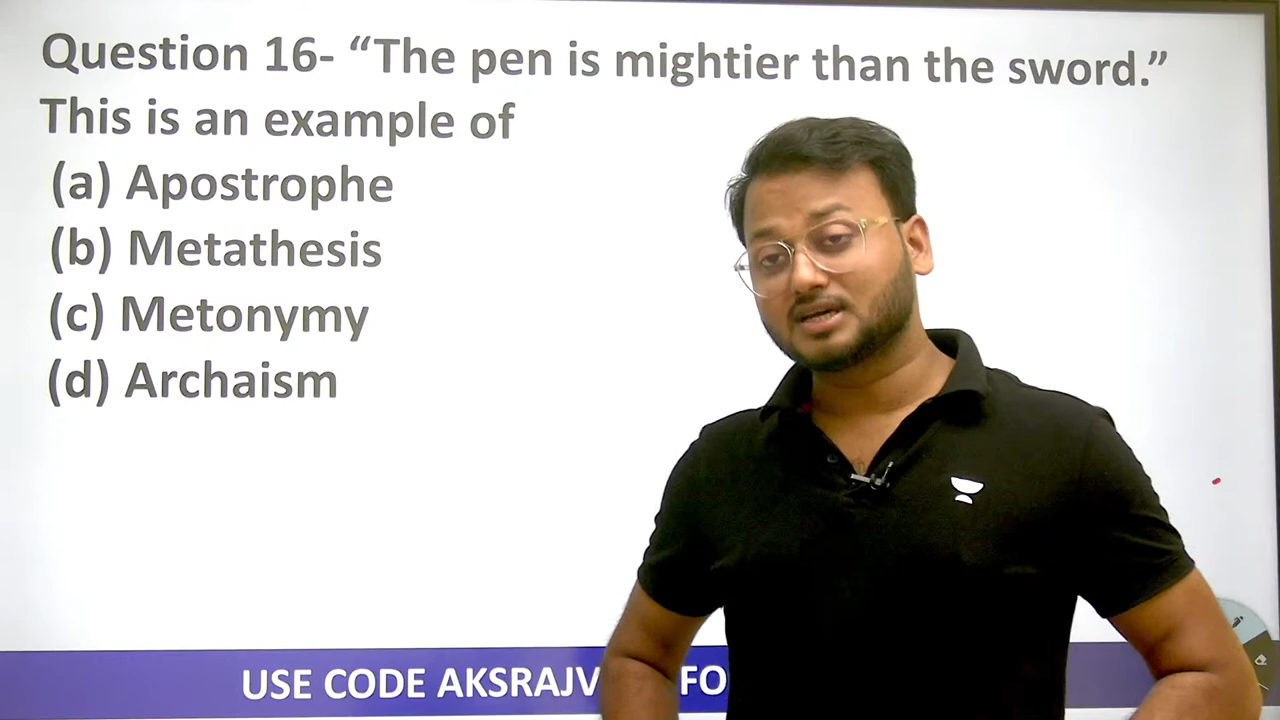 Question 16- “The pen is mightier than the sword.”
This is an example of
(a) Apostrophe
(b) Metathesis
(c) Metonymy
(d) Archaism
USE CODE AKSRAJV FO